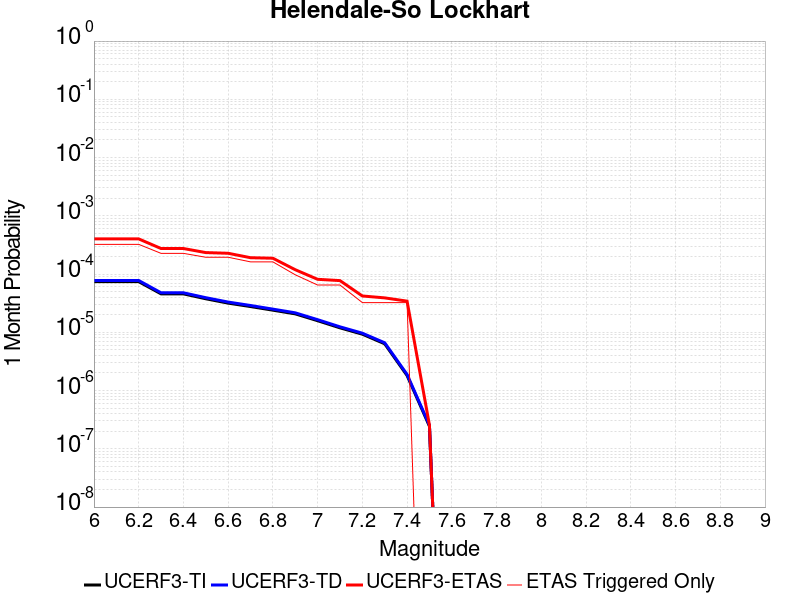 Helendale-So Lockhart
10 0
10 -1
10 -2
10 -3
10 -4
10 -5
10 -6
10 -7
10 -8
1 Month Probability
6 6.2 6.4 6.6 6.8 7 7.2 7.4 7.6 7.8 8 8.2 8.4 8.6 8.8 9
Magnitude
UCERF3-TI UCERF3-TD UCERF3-ETAS ETAS Triggered Only